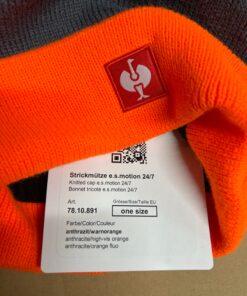 Strickmütze e.s.motion 24/7
Knitted cap e.s.motion 24/7
Bonnet tricoté e.s.motion 24/7
Art. Grösse/Size/Taille EU
78.10.891 one size
Farbe/Color/Couleur
anthrazit/warnorange
anthracite/high-vis orange
anthracite/orange fluo